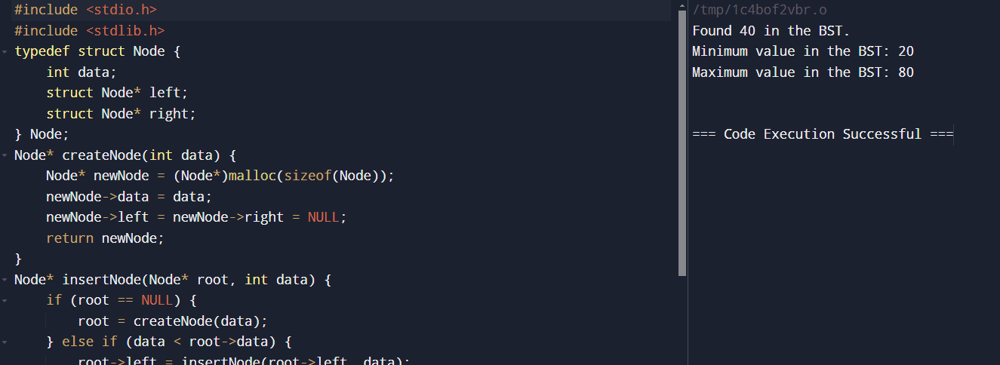 #include <stdio.h>
#include <stdlib.h>
typedef struct Node {
    int data;
    struct Node* left;
    struct Node* right;
} Node;
Node* createNode(int data) {
    Node* newNode = (Node*)malloc(sizeof(Node));
    newNode->data = data;
    newNode->left = newNode->right = NULL;
    return newNode;
}
Node* insertNode(Node* root, int data) {
    if (root == NULL) {
        root = createNode(data);
    } else if (data < root->data) {
        root->left = insertNode(root->left, data);
/tmp/1c4bof2vbr.o
Found 40 in the BST.
Minimum value in the BST: 20
Maximum value in the BST: 80
=== Code Execution Successful ===